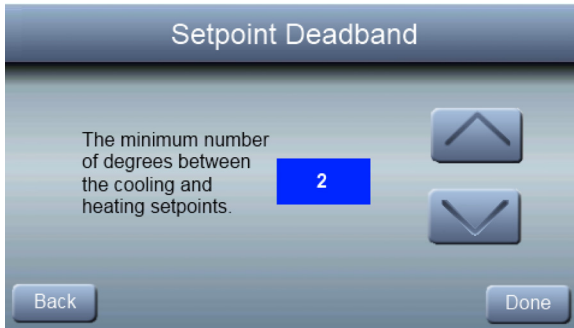 Setpoint Deadband
The minimum number
of degrees between
the cooling and
heating setpoints.
2
Back
Done